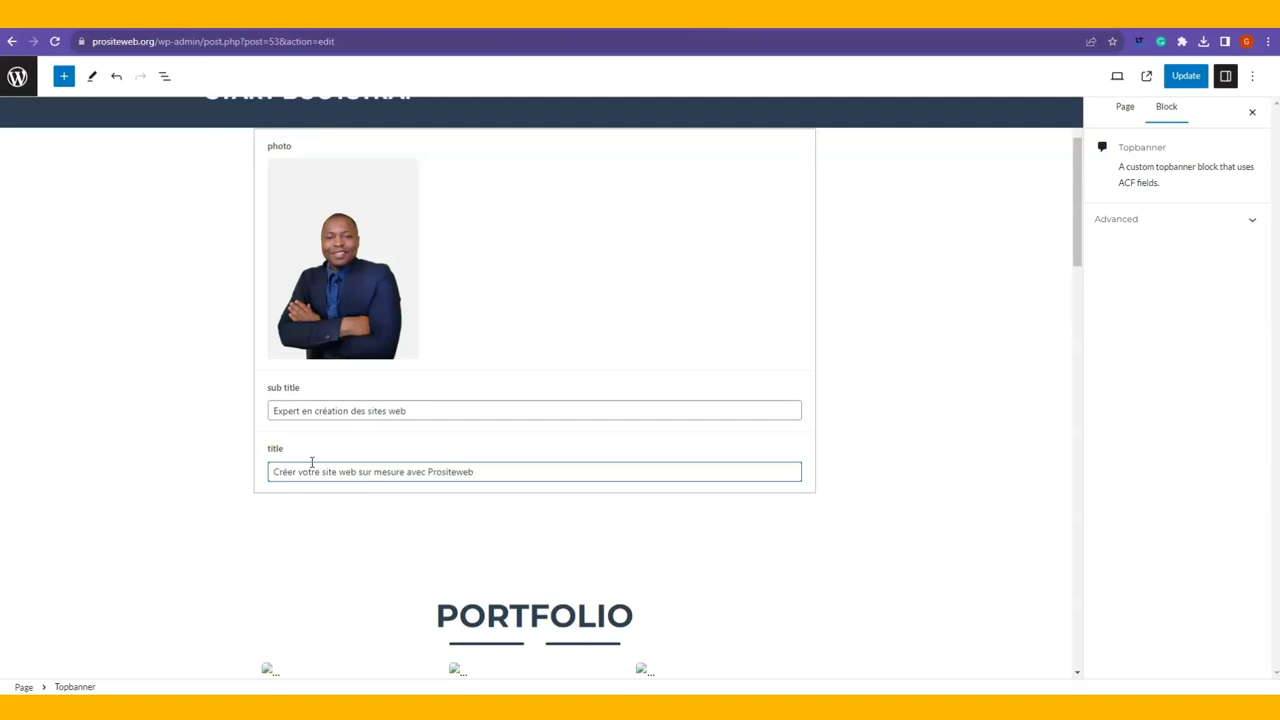 prositeweb.org/wp-admin/post.php?post=53&action=edit
G
Update
START BOOTSTRAP
Page
Block
Topbanner
A custom topbanner block that uses
ACF fields.
Advanced
photo
sub title
Expert en création des sites web
title
Créer votre site web sur mesure avec Prositeweb
PORTFOLIO
...
...
...
Page
Topbanner